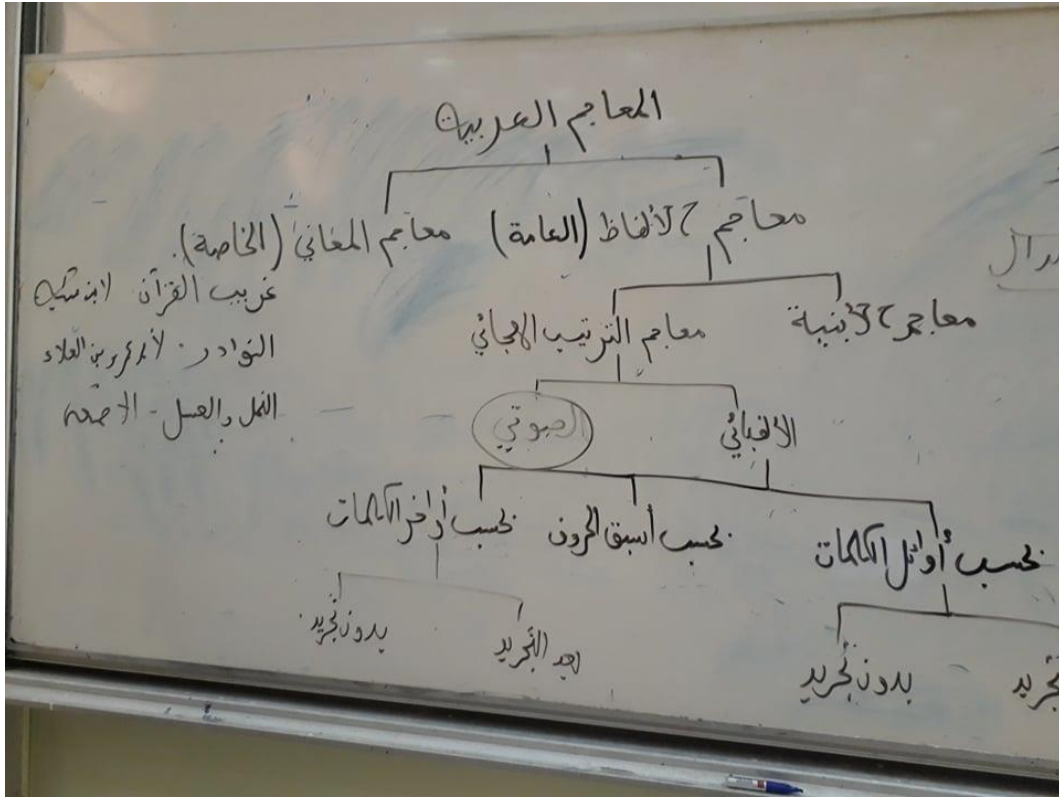 المعاجم العربية
معاجم الألفاظ (العامة) معاجم المعاني (الخاصة).
غريب القرآن لابن
النوادر. لأبي عمرو بن العلاء
النحل والعسل - الأصمعي
معاجم الأبنية معاجم الترتيب الهجائي
الألفبائي الصوتي
بحسب أوائل الكلمات بحسب أسبق الحروف بحسب أواخر الكلمات
بدون تجريد
بعد التجريد بدون تجريد